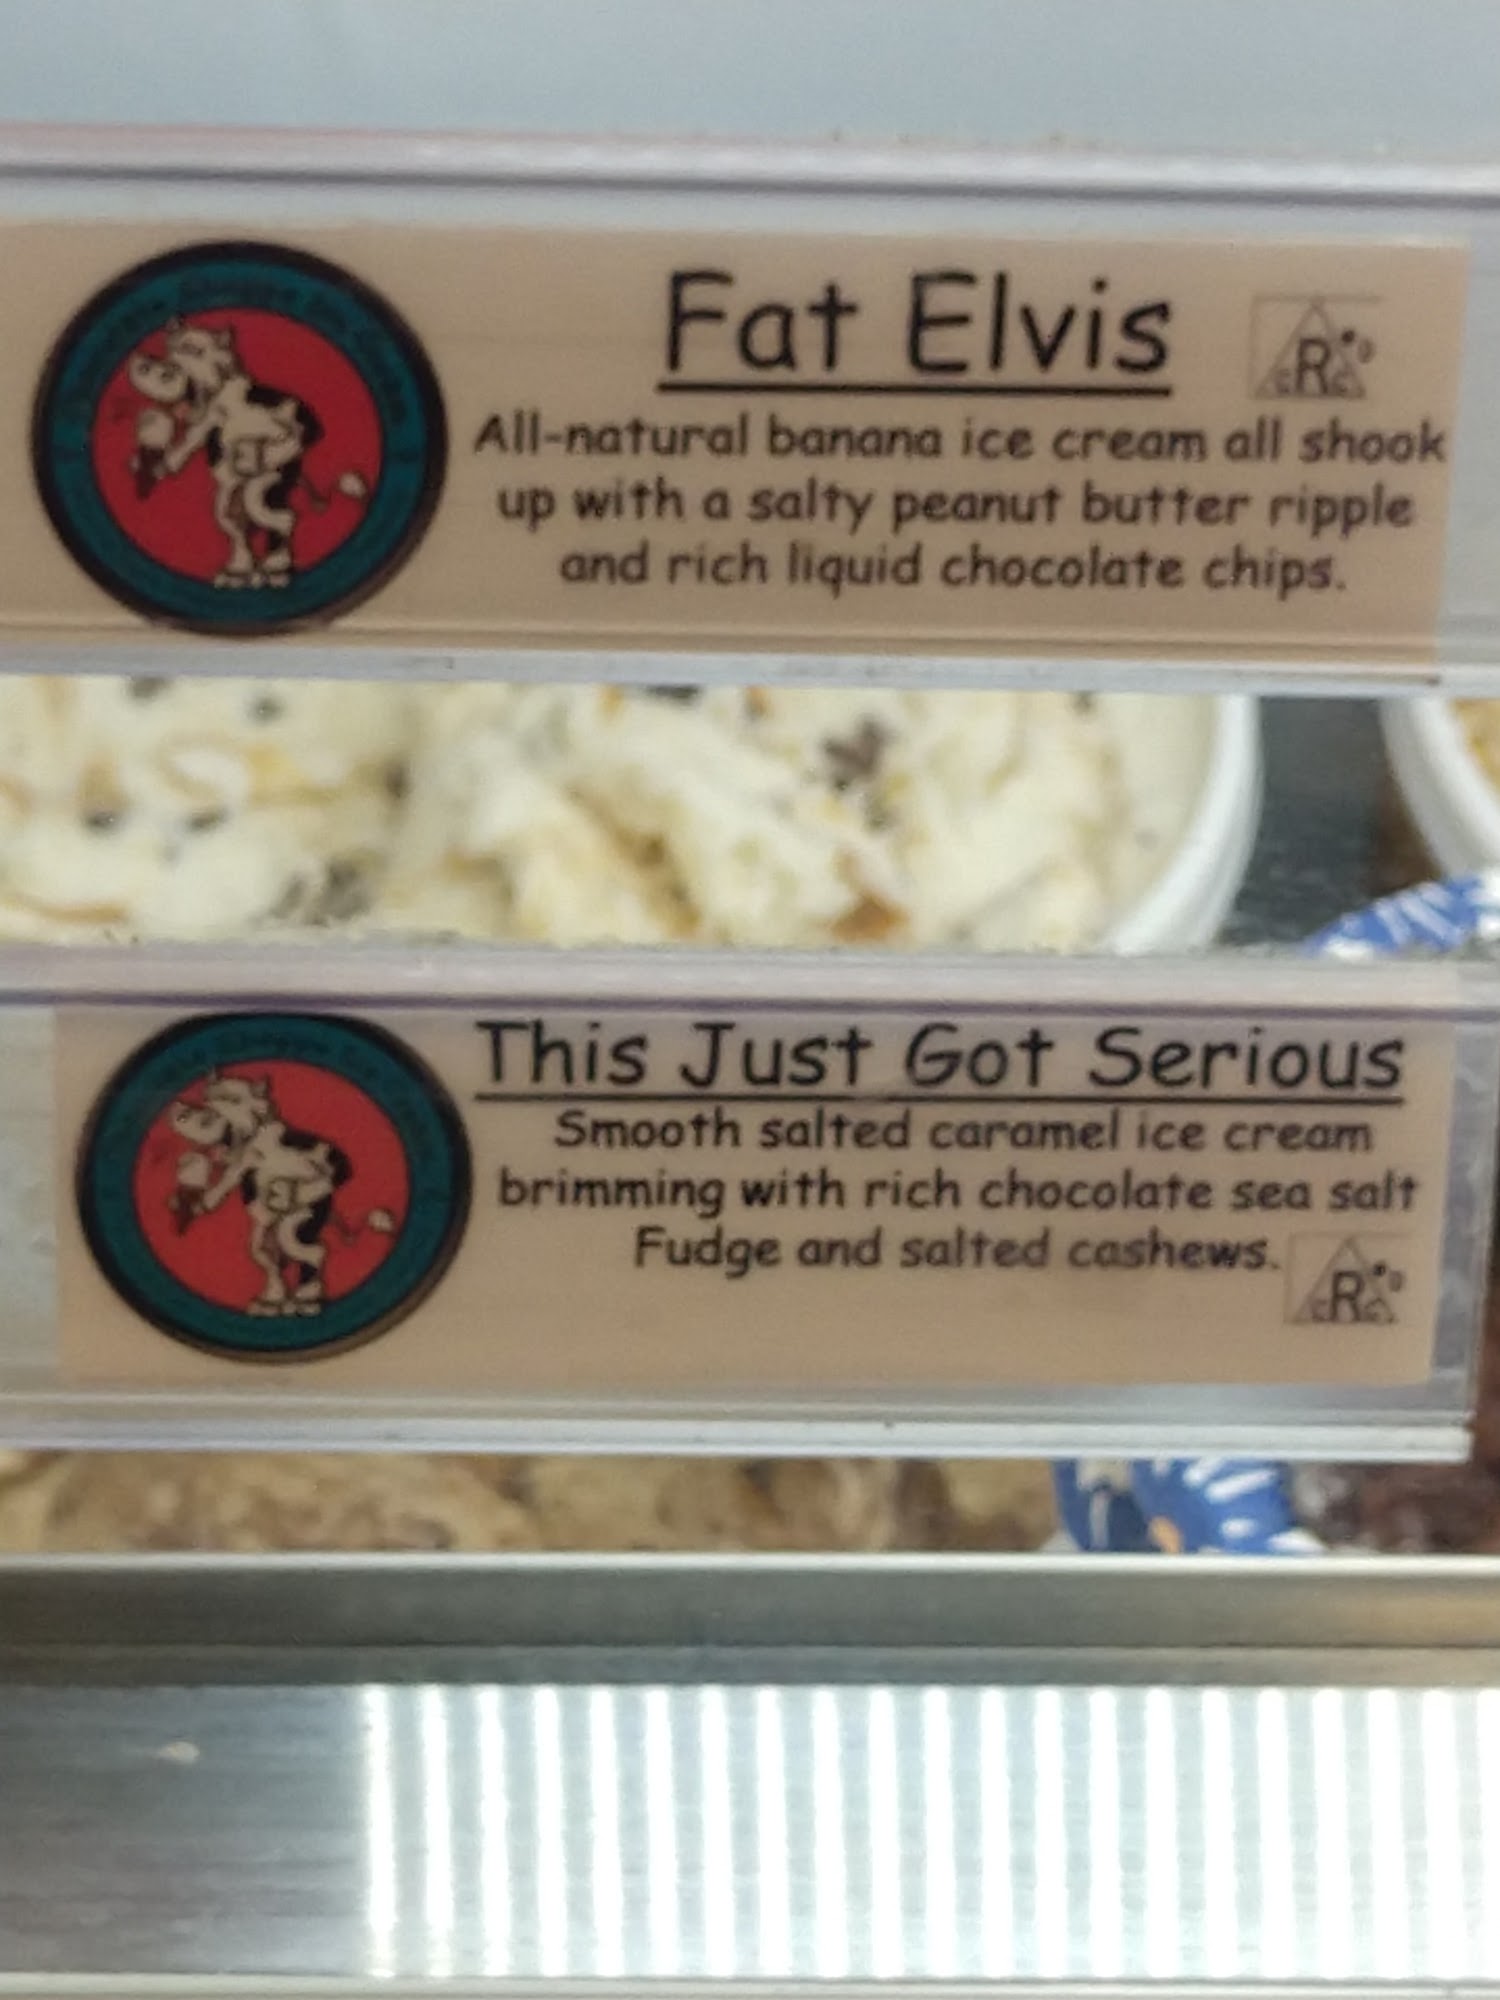 Fat Elvis
All-natural banana ice cream all shook
up with a salty peanut butter ripple
and rich liquid chocolate chips.
This Just Got Serious
Smooth salted caramel ice cream
brimming with rich chocolate sea salt
Fudge and salted cashews.